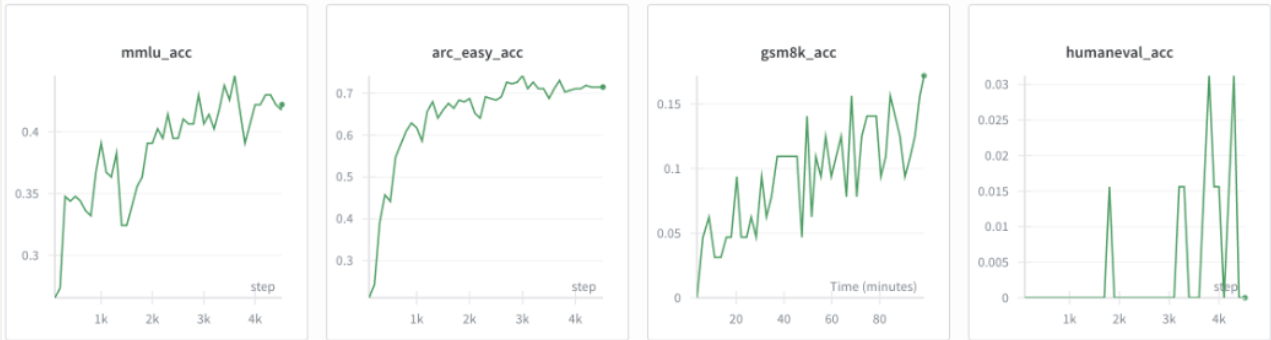 mmlu_acc
0.4
0.35
0.3
step
1k 2k 3k 4k
arc_easy_acc
0.7
0.6
0.5
0.4
0.3
step
1k 2k 3k 4k
gsm8k_acc
0.15
0.1
0.05
0
Time (minutes)
20 40 60 80
humaneval_acc
0.03
0.025
0.02
0.015
0.01
0.005
0
step
1k 2k 3k 4k